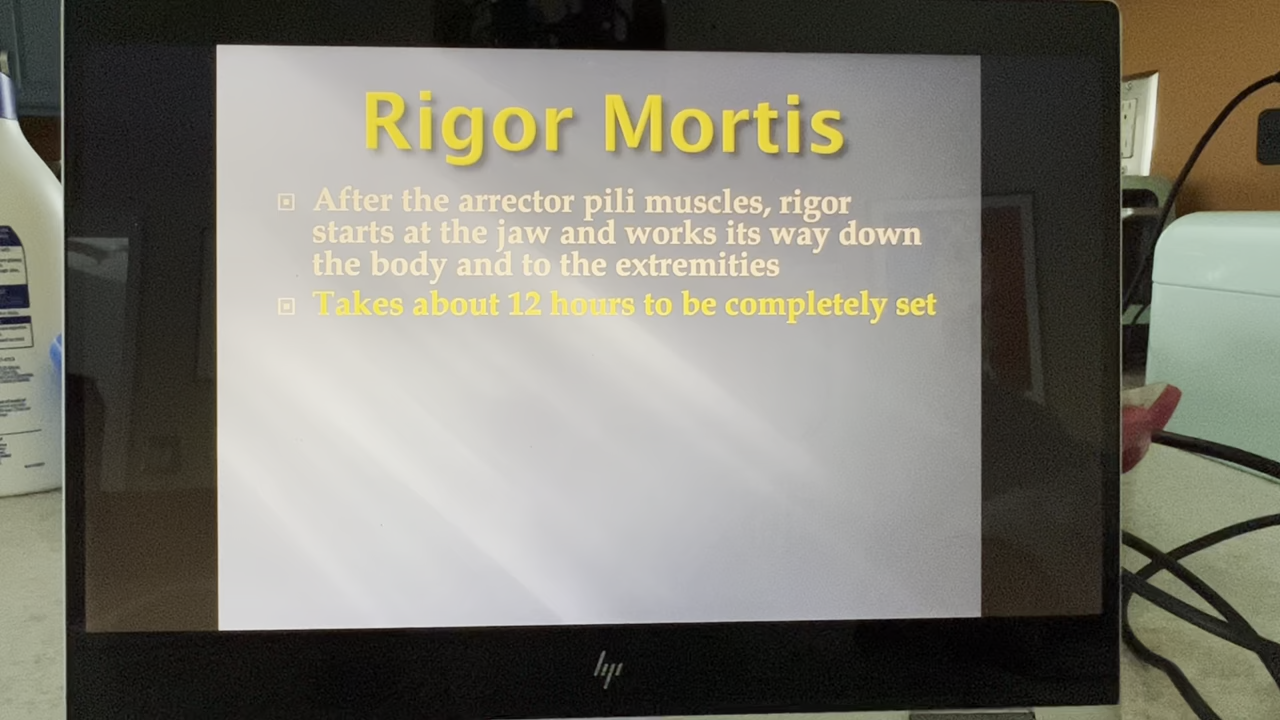 Rigor Mortis
After the arrector pili muscles, rigor
starts at the jaw and works its way down
the body and to the extremities
Takes about 12 hours to be completely set
hp